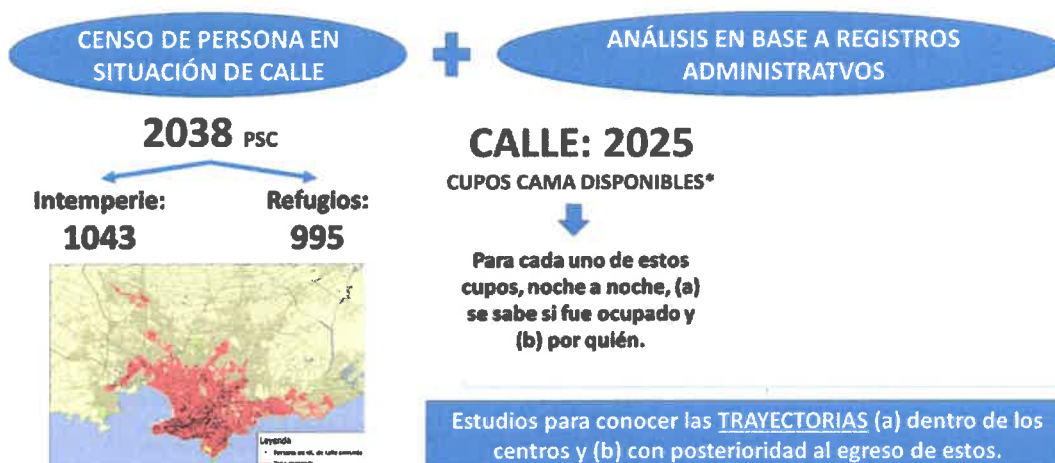 CENSO DE PERSONA EN
SITUACIÓN DE CALLE
ANÁLISIS EN BASE A REGISTROS
ADMINISTRATVOS
2038 PSC
Intemperie:
1043
Refugios:
995
CALLE: 2025
CUPOS CAMA DISPONIBLES*
Para cada uno de estos
cupos, noche a noche, (a)
se sabe si fue ocupado y
(b) por quién.
Leyenda
Estudios para conocer las TRAYECTORIAS (a) dentro de los
centros y (b) con posterioridad al egreso de estos.